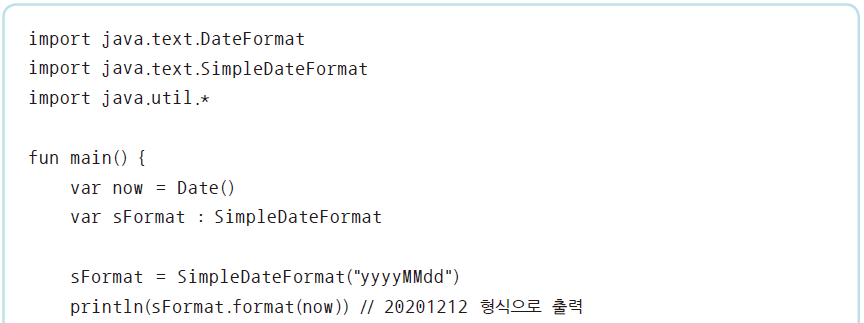 import java.text.DateFormat
import java.text.SimpleDateFormat
import java.util.*

fun main() {
    var now = Date()
    var sFormat : SimpleDateFormat

    sFormat = SimpleDateFormat("yyyyMMdd")
    println(sFormat.format(now)) // 20201212 형식으로 출력